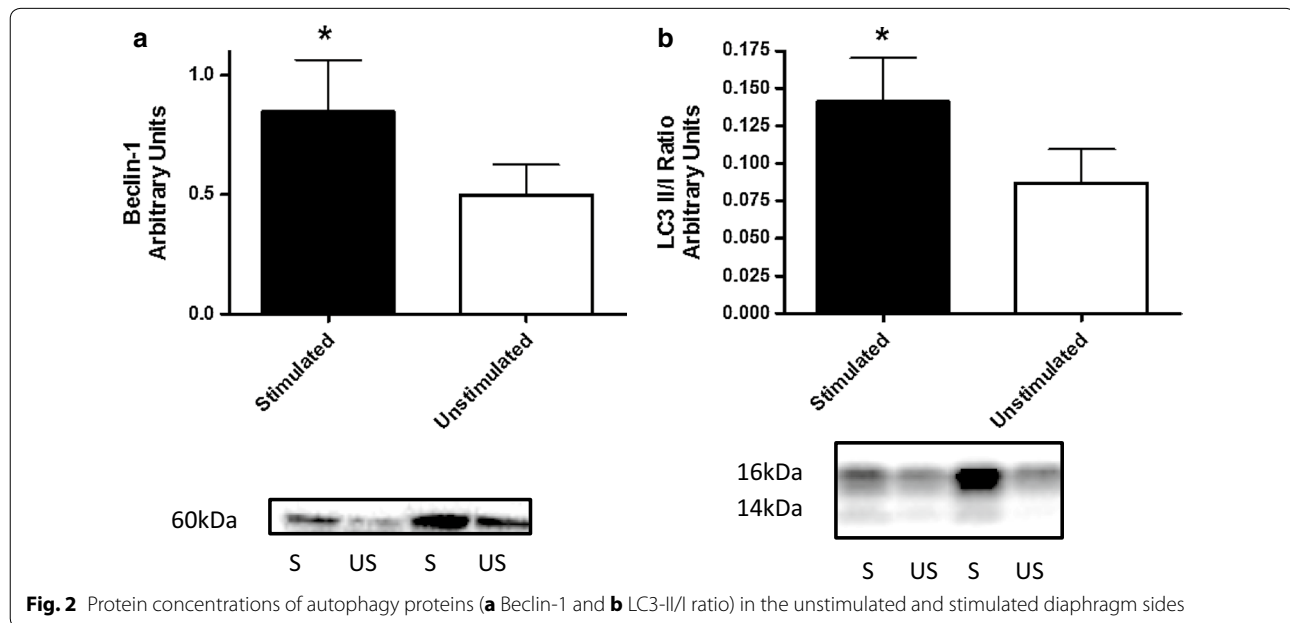 a
*
1.0
0.5
0.0
Beclin-1
Arbitrary Units
Stimulated
Unstimulated
60kDa
S US S US
b
*
0.175
0.150
0.125
0.100
0.075
0.050
0.025
0.000
LC3 II/I Ratio
Arbitrary Units
Stimulated
Unstimulated
16kDa
14kDa
S US S US
Fig. 2 Protein concentrations of autophagy proteins (a Beclin-1 and b LC3-II/I ratio) in the unstimulated and stimulated diaphragm sides